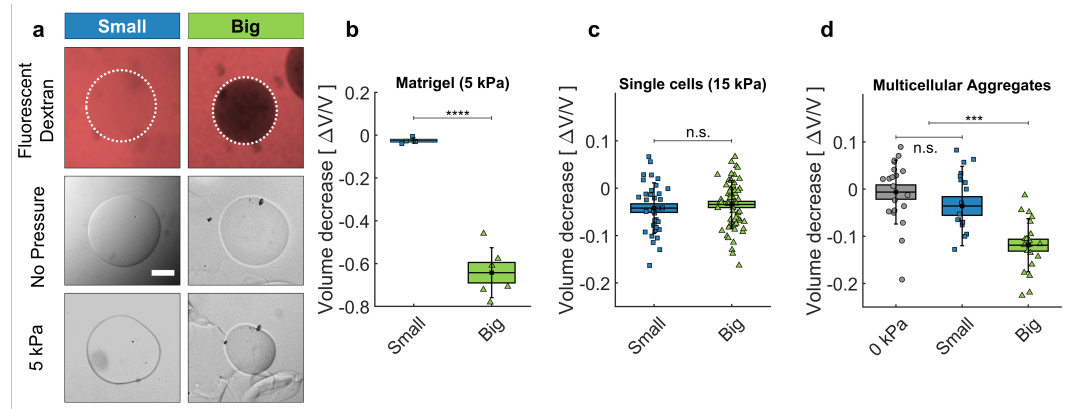 a
Small
Big
Fluorescent
Dextran
No Pressure
5 kPa
b
Matrigel (5 kPa)
Volume decrease [ ΔV/V ]
0.2
0
-0.2
-0.4
-0.6
-0.8
****
Small
Big
c
Single cells (15 kPa)
Volume decrease [ ΔV/V ]
0.1
0
-0.1
-0.2
n.s.
Small
Big
d
Multicellular Aggregates
Volume decrease [ ΔV/V ]
0.1
0
-0.1
-0.2
n.s.
***
0 kPa
Small
Big